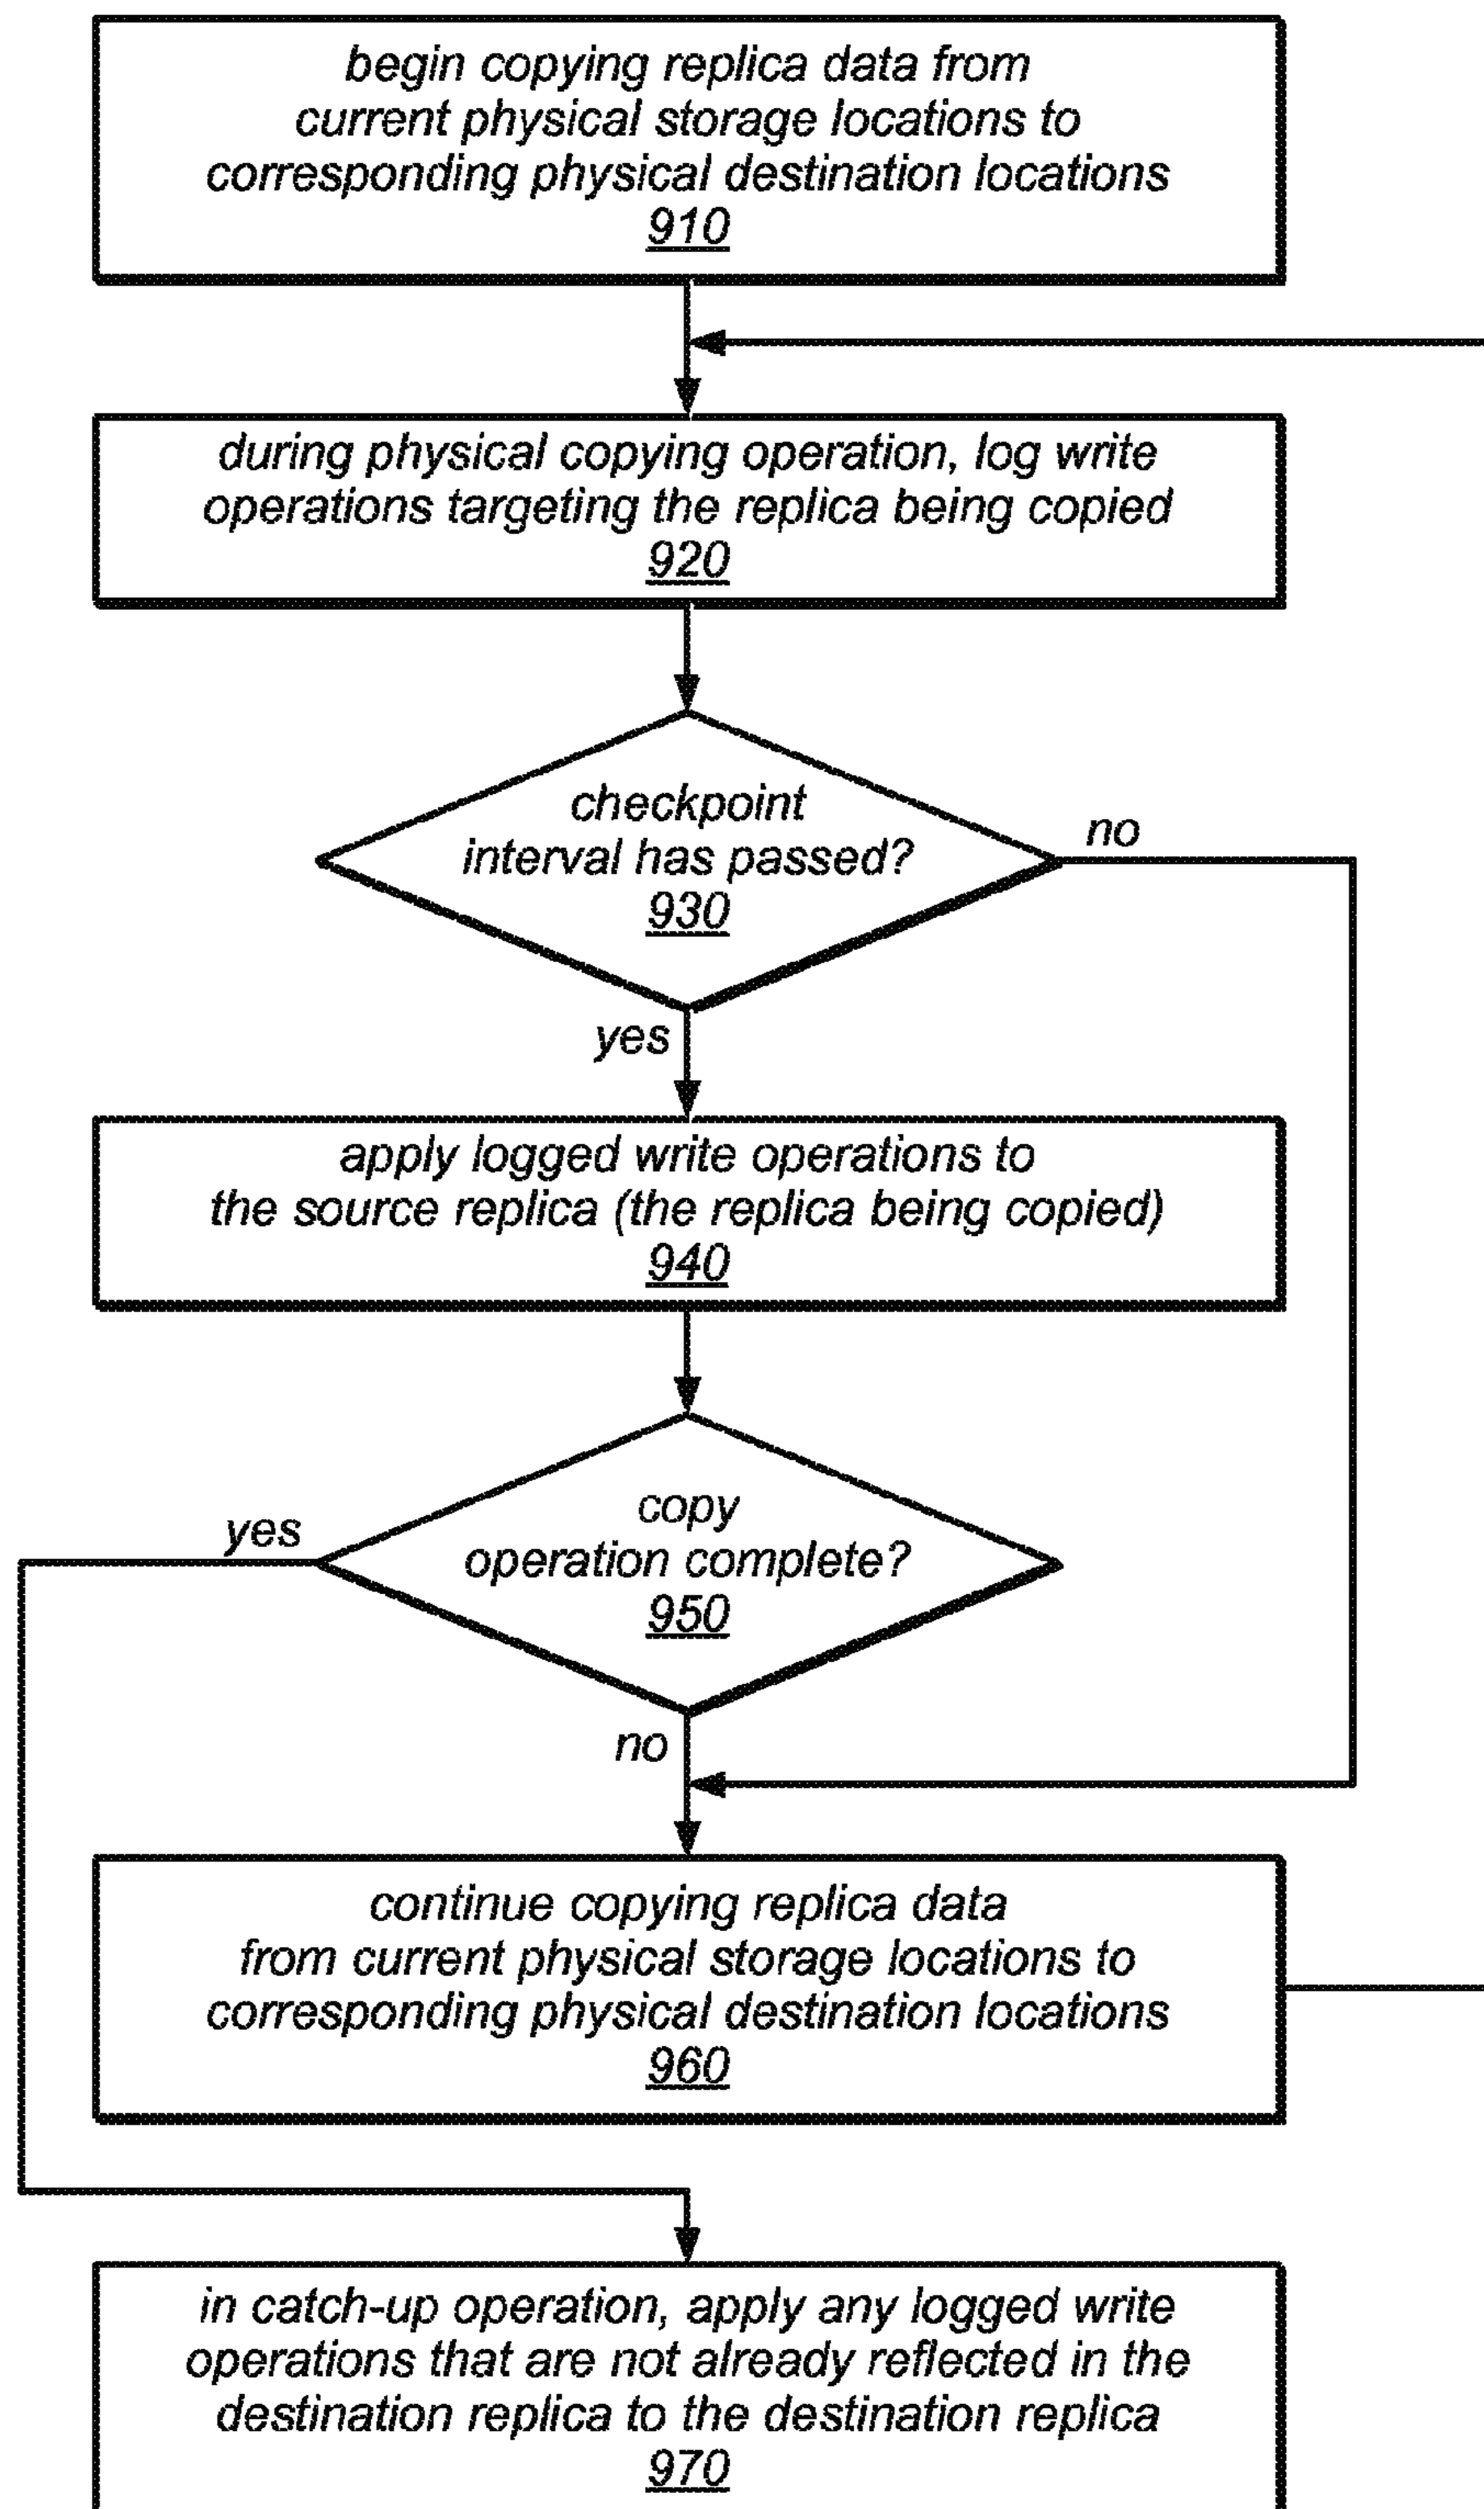 begin copying replica data from
current physical storage locations to
corresponding physical destination locations
910
during physical copying operation, log write
operations targeting the replica being copied
920
checkpoint
interval has passed?
930
no
yes
apply logged write operations to
the source replica (the replica being copied)
940
copy
operation complete?
950
yes
no
continue copying replica data
from current physical storage locations to
corresponding physical destination locations
960
in catch-up operation, apply any logged write
operations that are not already reflected in the
destination replica to the destination replica
970